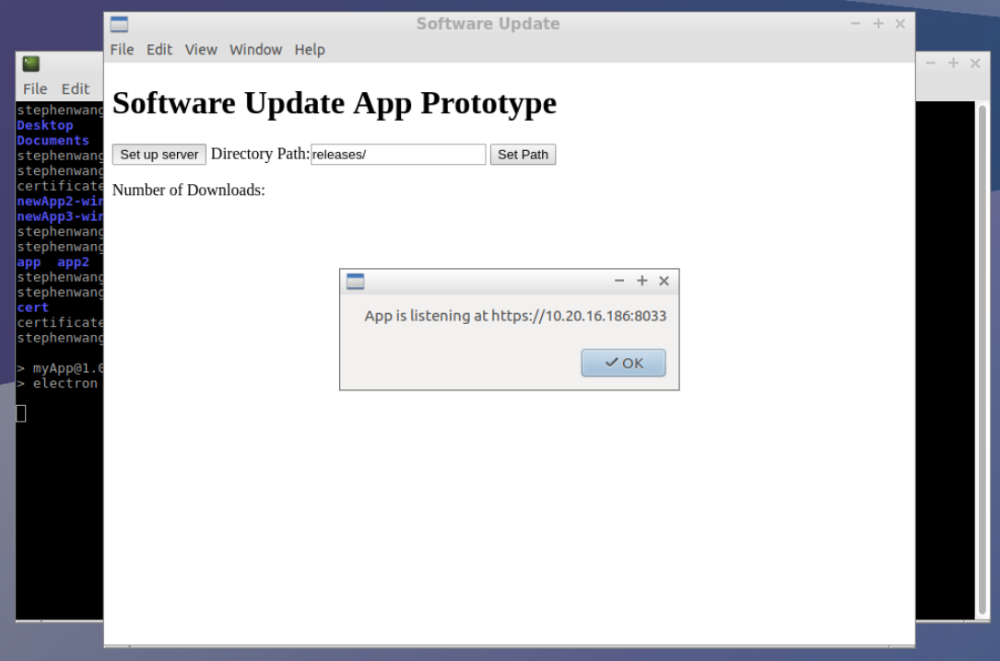 Software Update
File Edit View Window Help
Software Update App Prototype
Set up server Directory Path: releases/ Set Path
Number of Downloads:
App is listening at https://10.20.16.186:8033
OK
File Edit
stephenwang
Desktop
Documents
stephenwang
stephenwang
certificate
newApp2-win
newApp3-win
stephenwang
stephenwang
app app2
stephenwang
stephenwang
cert
certificate
stephenwang
> myApp@1.0
> electron